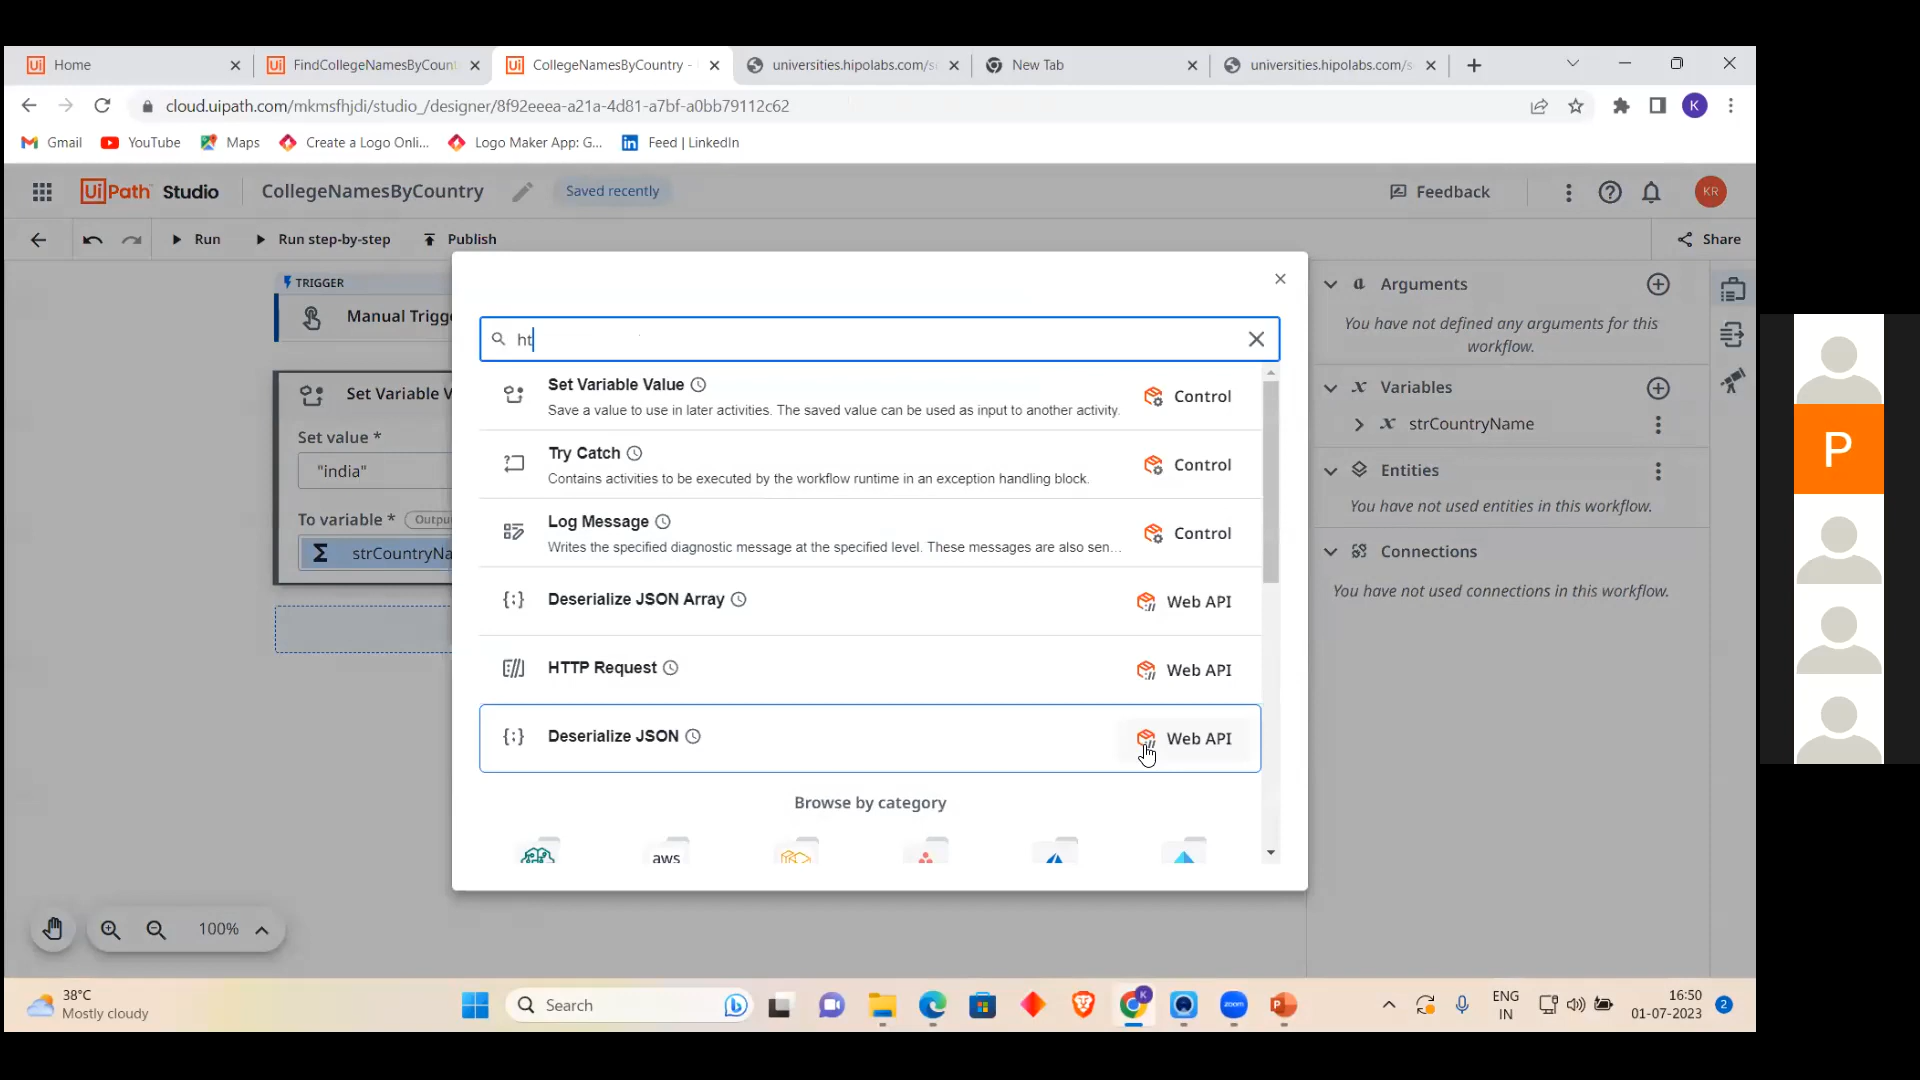 Home
FindCollegeNamesByCount
CollegeNamesByCountry -
universities.hipolabs.com/s
New Tab
universities.hipolabs.com/s
cloud.uipath.com/mkmsfhjdi/studio_/designer/8f92eeea-a21a-4d81-a7bf-a0bb79112c62
K
Gmail
YouTube
Maps
Create a Logo Onli...
Logo Maker App: G...
Feed | LinkedIn
UiPath Studio
CollegeNamesByCountry
Saved recently
Feedback
KR
Run
Run step-by-step
Publish
Share
TRIGGER
Manual Trigge
Set Variable V
Set value *
"india"
To variable *
Outpu
strCountryNa
ht
Set Variable Value
Save a value to use in later activities. The saved value can be used as input to another activity.
Control
Try Catch
Contains activities to be executed by the workflow runtime in an exception handling block.
Control
Log Message
Writes the specified diagnostic message at the specified level. These messages are also sen...
Control
Deserialize JSON Array
Web API
HTTP Request
Web API
Deserialize JSON
Web API
Browse by category
aws
Arguments
You have not defined any arguments for this
workflow.
Variables
strCountryName
Entities
You have not used entities in this workflow.
Connections
You have not used connections in this workflow.
P
100%
38°C
Mostly cloudy
Search
zoom
ENG
IN
16:50
01-07-2023
2